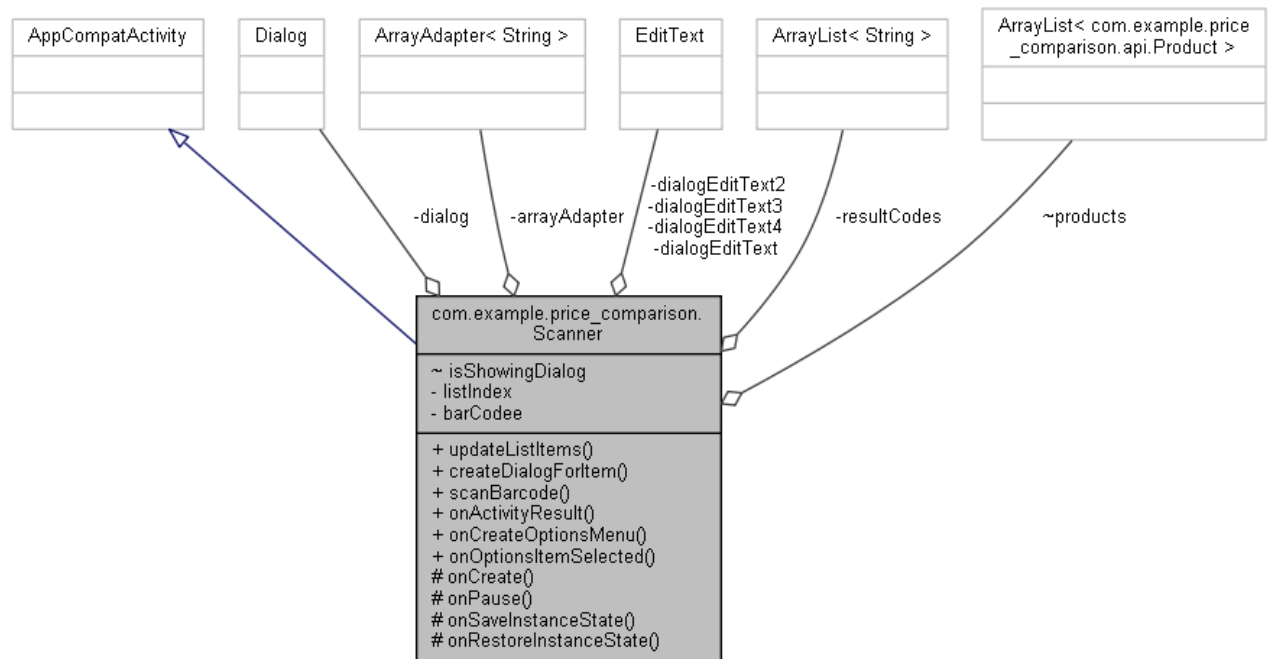 AppCompatActivity
Dialog
ArrayAdapter< String >
EditText
ArrayList< String >
ArrayList< com.example.price
_comparison.api.Product >
-dialog
-arrayAdapter
-dialogEditText2
-dialogEditText3
-dialogEditText4
-dialogEditText
-resultCodes
~products
com.example.price_comparison.
Scanner
~ isShowingDialog
- listIndex
- barCodee
+ updateListItems()
+ createDialogForItem()
+ scanBarcode()
+ onActivityResult()
+ onCreateOptionsMenu()
+ onOptionsItemSelected()
# onCreate()
# onPause()
# onSaveInstanceState()
# onRestoreInstanceState()